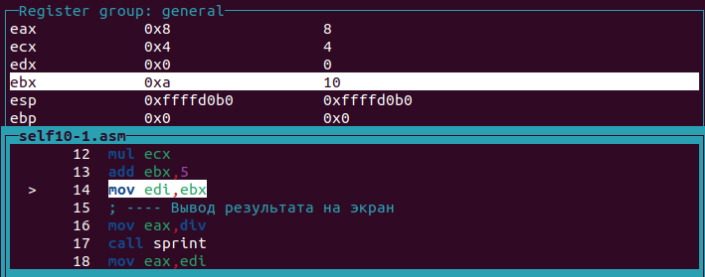 Register group: general
eax 0x8 8
ecx 0x4 4
edx 0x0 0
ebx 0xa 10
esp 0xffffd0b0 0xffffd0b0
ebp 0x0 0x0
self10-1.asm
12 mul ecx
13 add ebx,5
> 14 mov edi,ebx
15 ; ---- Вывод результата на экран
16 mov eax,div
17 call sprint
18 mov eax,edi